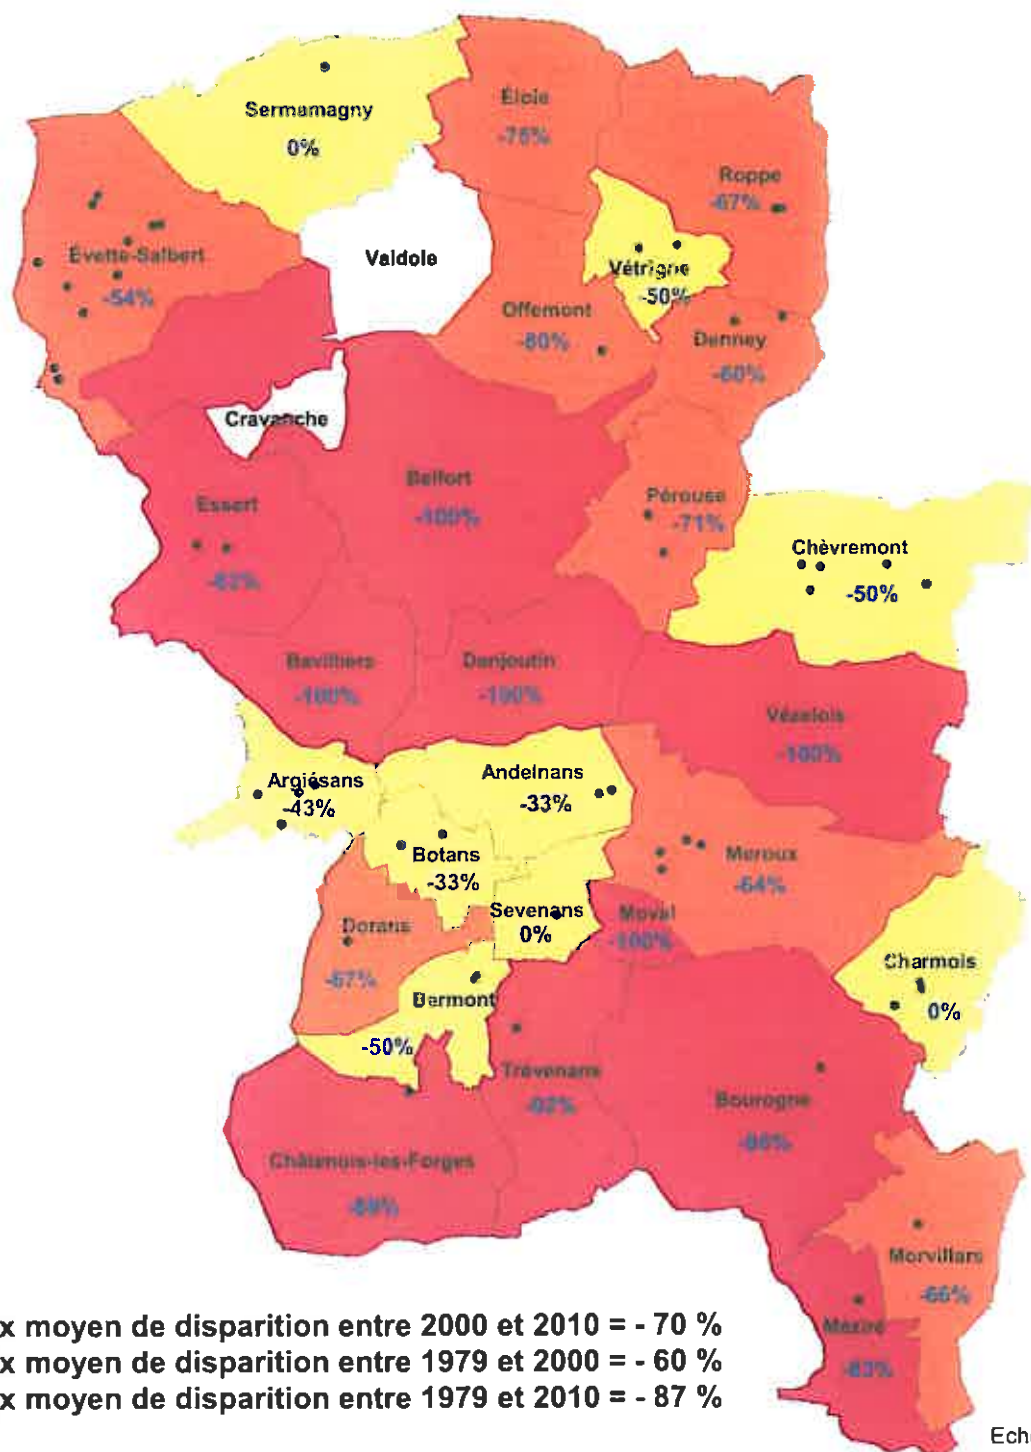 Sermamagny
0%
Éloie
Roppe
-67%
Évette-Salbert
-54%
Valdoie
Vétrigne
-50%
Offemont
-80%
Denney
-60%
Cravanche
Belfort
-100%
Essert
Pérouse
-71%
Chèvremont
-50%
Bavilliers
-100%
Danjoutin
-100%
Vézelois
-100%
Argiésans
-43%
Andelnans
-33%
Botans
-33%
Meroux
-64%
Sevenans
0%
Moval
-100%
Dorans
-67%
Charmois
0%
Bermont
-50%
Trévenans
-92%
Bourogne
Châtenois-les-Forges
Morvillars
-66%
Méziré
-83%
x moyen de disparition entre 2000 et 2010 = - 70 %
x moyen de disparition entre 1979 et 2000 = - 60 %
x moyen de disparition entre 1979 et 2010 = - 87 %
Ech